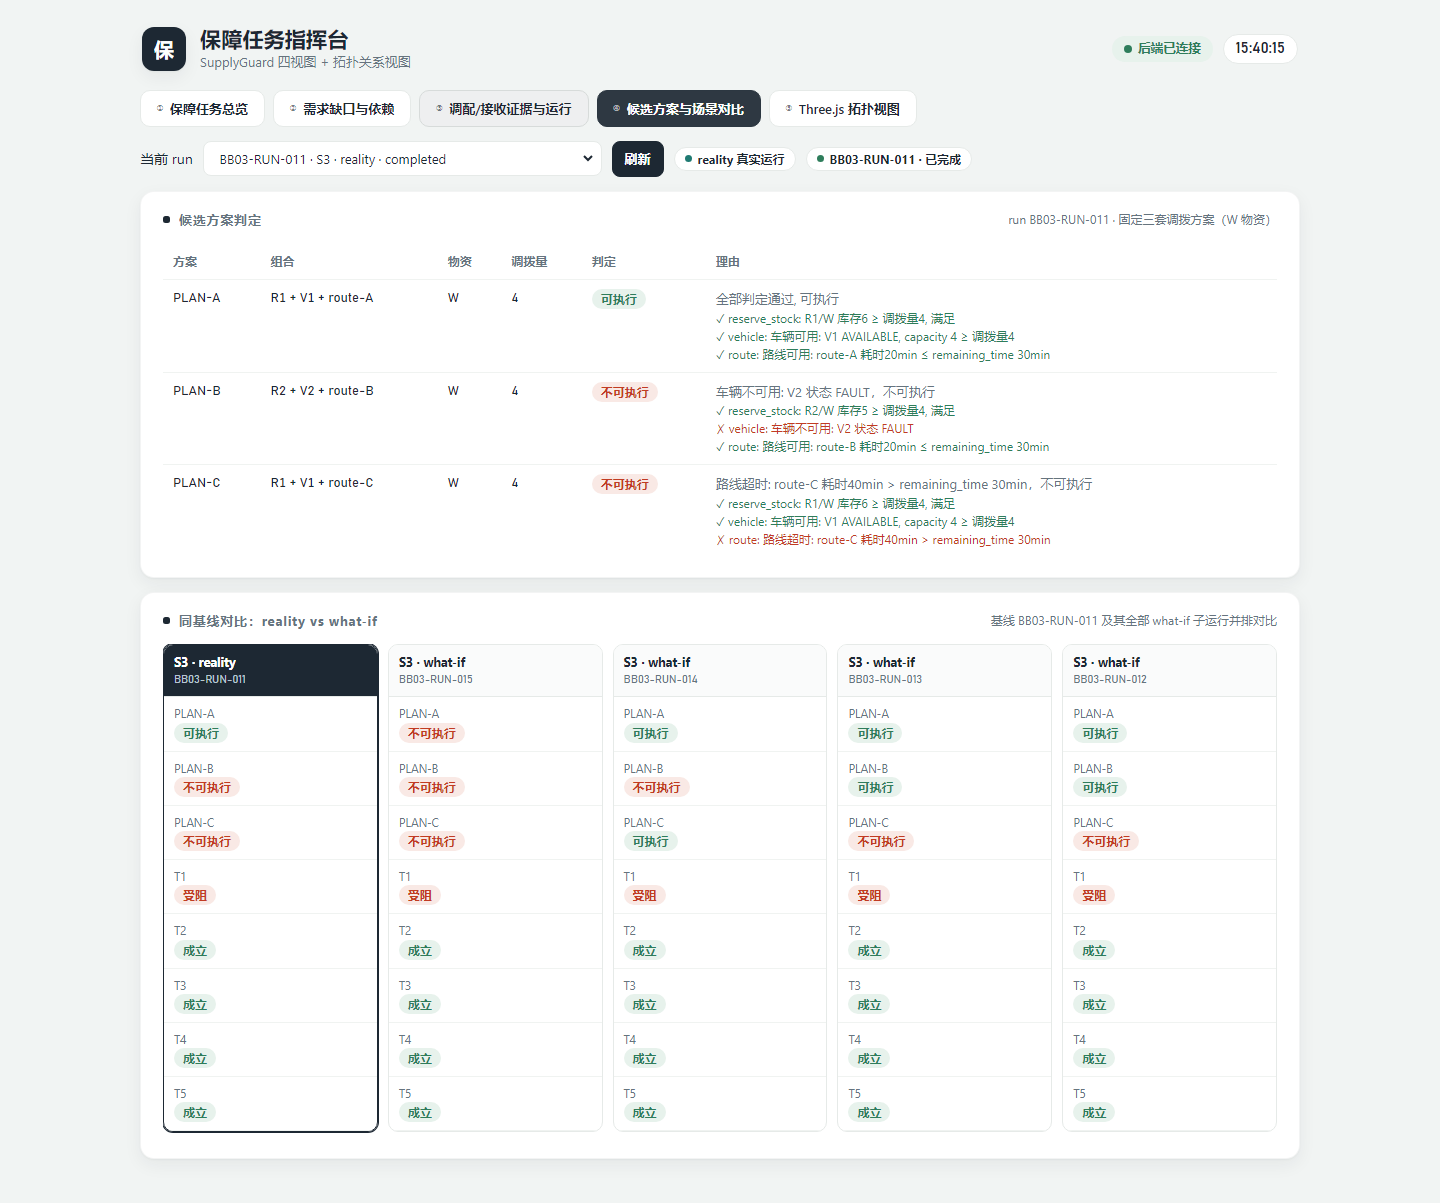 保
保障任务指挥台
SupplyGuard 四视图 + 拓扑关系视图
后端已连接
15:40:15
① 保障任务总览
② 需求缺口与依赖
③ 调配/接收证据与运行
④ 候选方案与场景对比
⑤ Three.js 拓扑视图
当前 run
BB03-RUN-011 · S3 · reality · completed
刷新
reality 真实运行
BB03-RUN-011 · 已完成
候选方案判定
run BB03-RUN-011 · 固定三套调拨方案（W 物资）
方案 组合 物资 调拨量 判定 理由
PLAN-A R1 + V1 + route-A W 4 可执行 全部判定通过, 可执行
✓ reserve_stock: R1/W 库存6 ≥ 调拨量4, 满足
✓ vehicle: 车辆可用: V1 AVAILABLE, capacity 4 ≥ 调拨量4
✓ route: 路线可用: route-A 耗时20min ≤ remaining_time 30min
PLAN-B R2 + V2 + route-B W 4 不可执行 车辆不可用: V2 状态 FAULT，不可执行
✓ reserve_stock: R2/W 库存5 ≥ 调拨量4, 满足
✗ vehicle: 车辆不可用: V2 状态 FAULT
✓ route: 路线可用: route-B 耗时20min ≤ remaining_time 30min
PLAN-C R1 + V1 + route-C W 4 不可执行 路线超时: route-C 耗时40min > remaining_time 30min，不可执行
✓ reserve_stock: R1/W 库存6 ≥ 调拨量4, 满足
✓ vehicle: 车辆可用: V1 AVAILABLE, capacity 4 ≥ 调拨量4
✗ route: 路线超时: route-C 耗时40min > remaining_time 30min
同基线对比：reality vs what-if
基线 BB03-RUN-011 及其全部 what-if 子运行并排对比
S3 · reality
BB03-RUN-011
PLAN-A
可执行
PLAN-B
不可执行
PLAN-C
不可执行
T1
受阻
T2
成立
T3
成立
T4
成立
T5
成立
S3 · what-if
BB03-RUN-015
PLAN-A
不可执行
PLAN-B
不可执行
PLAN-C
不可执行
T1
受阻
T2
成立
T3
成立
T4
成立
T5
成立
S3 · what-if
BB03-RUN-014
PLAN-A
可执行
PLAN-B
不可执行
PLAN-C
可执行
T1
受阻
T2
成立
T3
成立
T4
成立
T5
成立
S3 · what-if
BB03-RUN-013
PLAN-A
可执行
PLAN-B
可执行
PLAN-C
不可执行
T1
受阻
T2
成立
T3
成立
T4
成立
T5
成立
S3 · what-if
BB03-RUN-012
PLAN-A
可执行
PLAN-B
可执行
PLAN-C
不可执行
T1
受阻
T2
成立
T3
成立
T4
成立
T5
成立